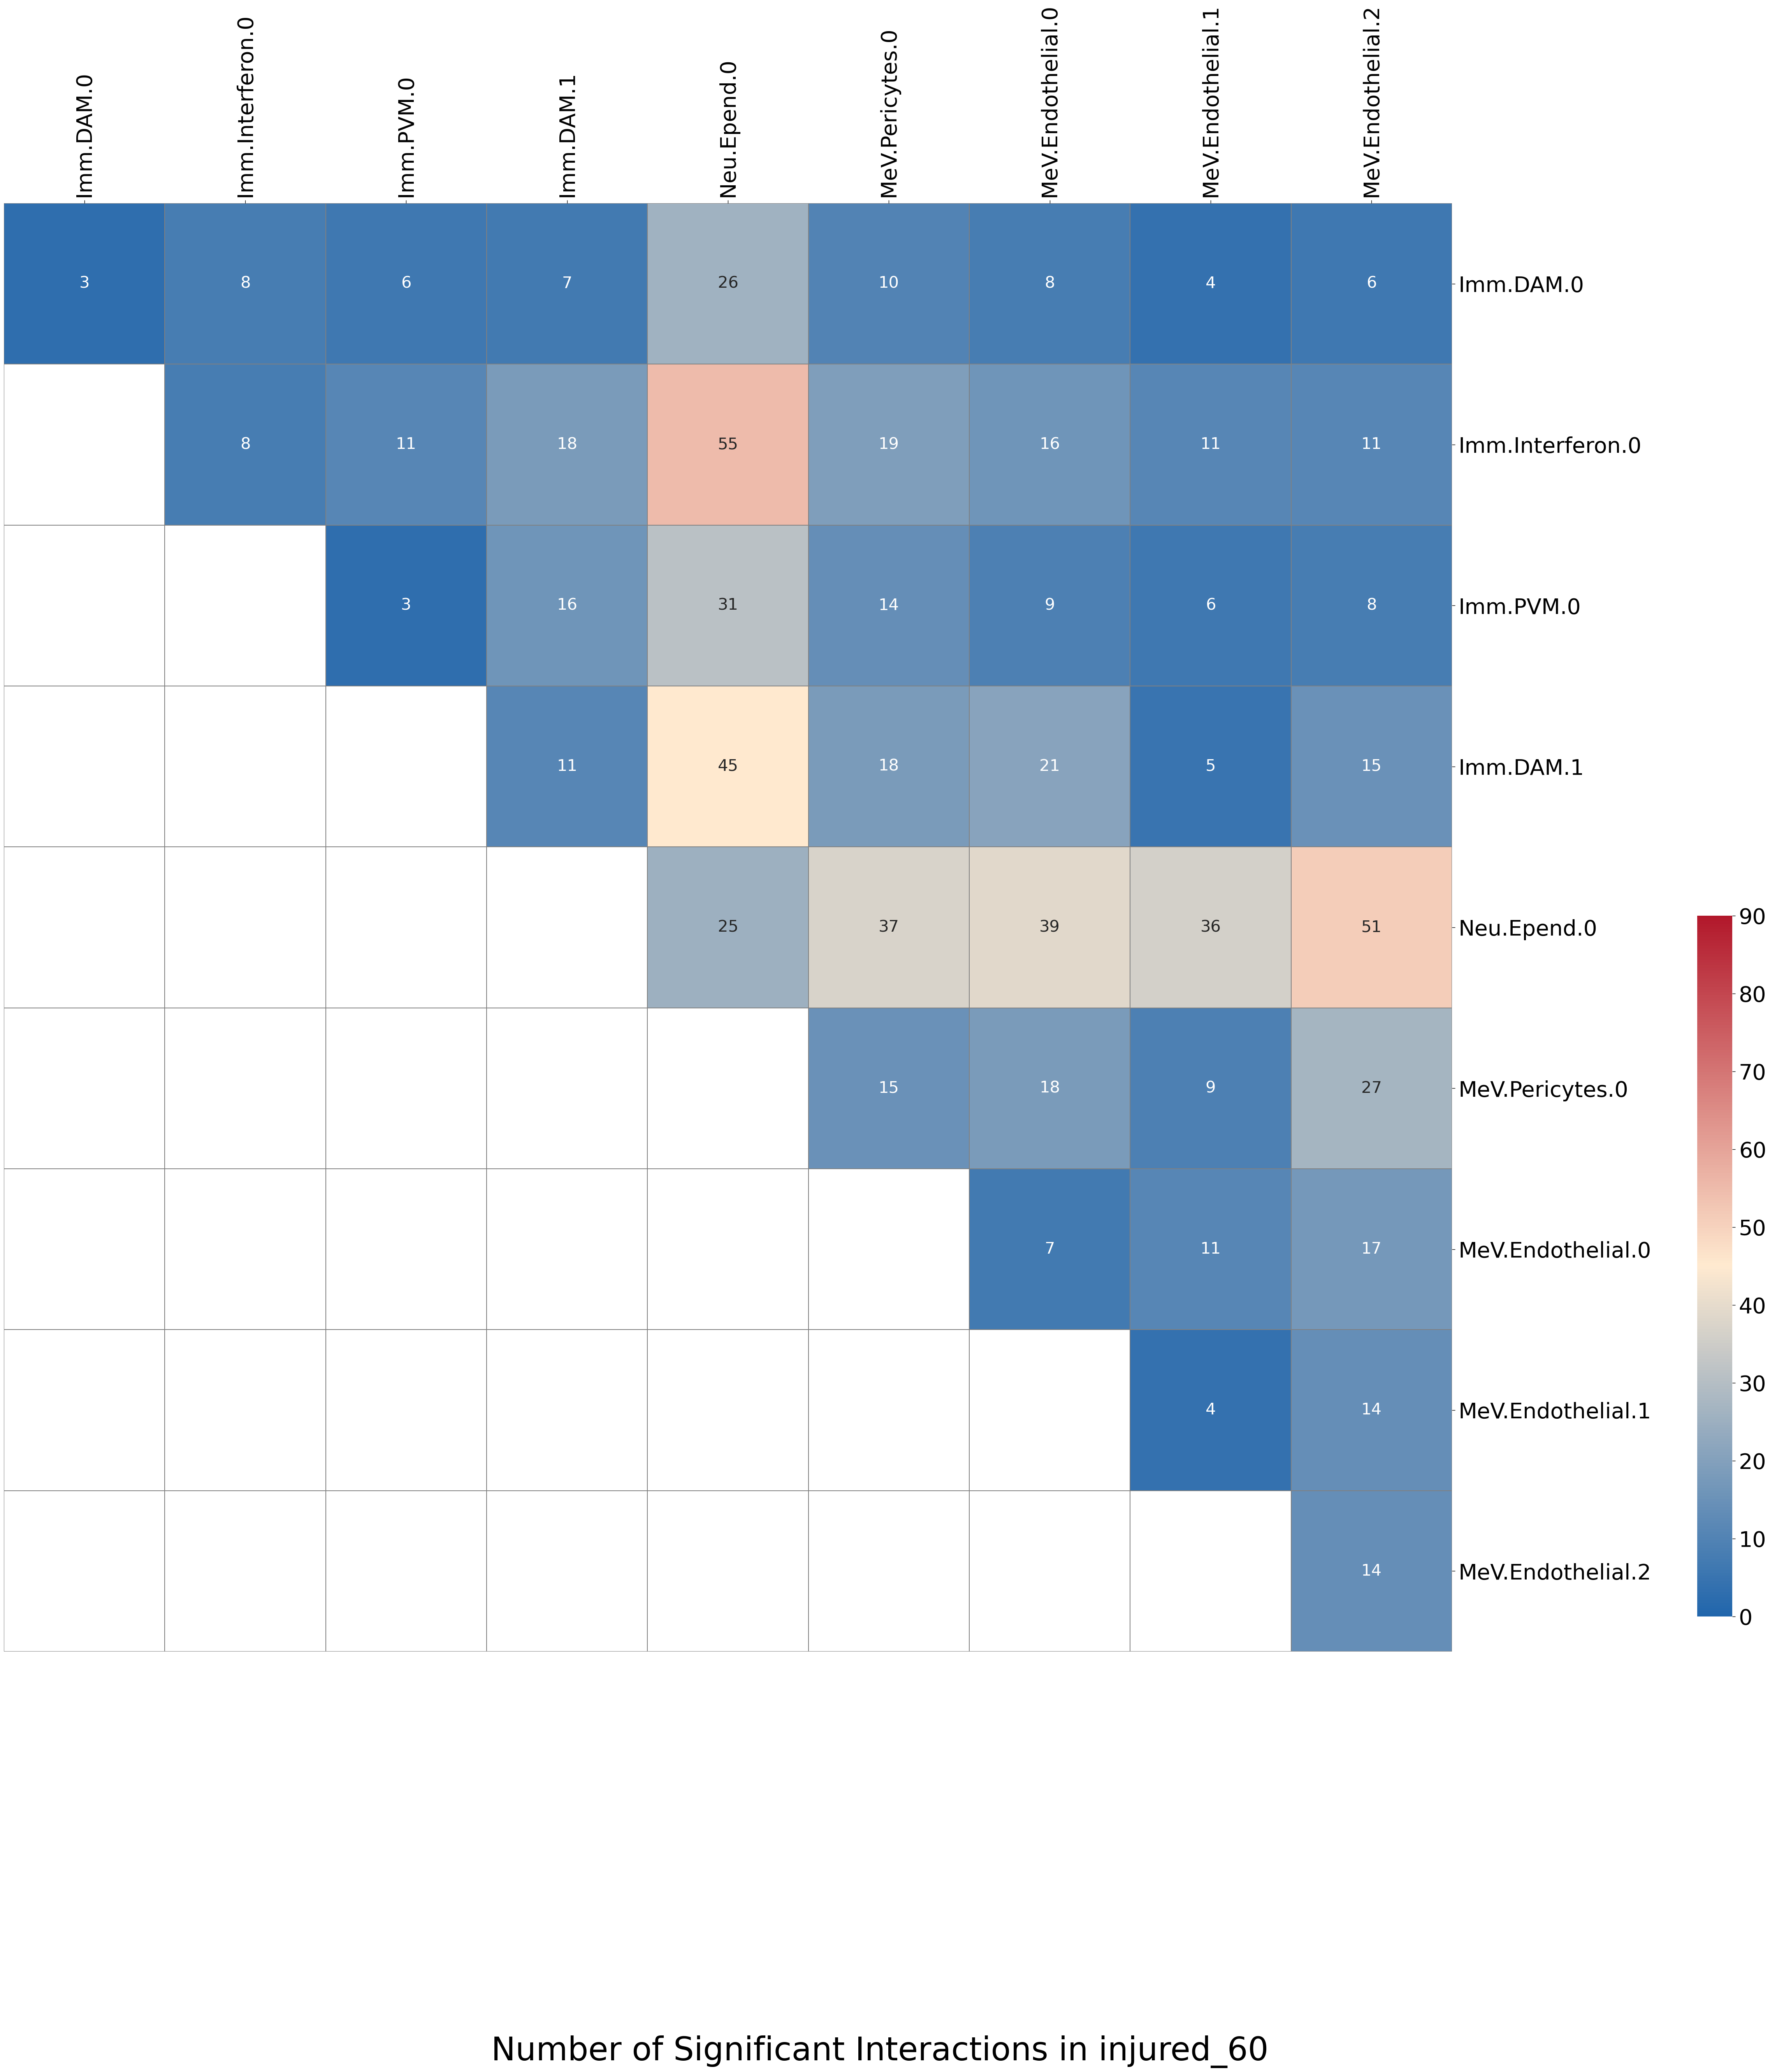 Imm.DAM.0
Imm.Interferon.0
Imm.PVM.0
Imm.DAM.1
Neu.Epend.0
MeV.Pericytes.0
MeV.Endothelial.0
MeV.Endothelial.1
MeV.Endothelial.2
3 8 6 7 26 10 8 4 6 Imm.DAM.0
8 11 18 55 19 16 11 11 Imm.Interferon.0
3 16 31 14 9 6 8 Imm.PVM.0
11 45 18 21 5 15 Imm.DAM.1
25 37 39 36 51 Neu.Epend.0
15 18 9 27 MeV.Pericytes.0
7 11 17 MeV.Endothelial.0
4 14 MeV.Endothelial.1
14 MeV.Endothelial.2
90
80
70
60
50
40
30
20
10
0
Number of Significant Interactions in injured_60